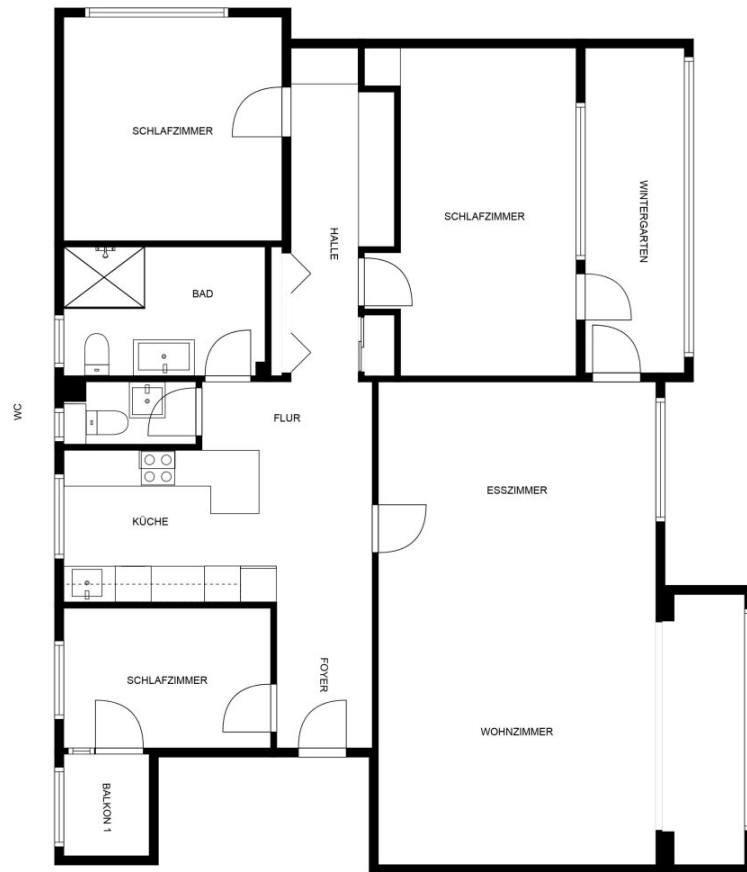 SCHLAFZIMMER
SCHLAFZIMMER
WINTERGARTEN
HALLE
BAD
WC
FLUR
ESSZIMMER
KÜCHE
SCHLAFZIMMER
FOYER
WOHNZIMMER
BALKON 1